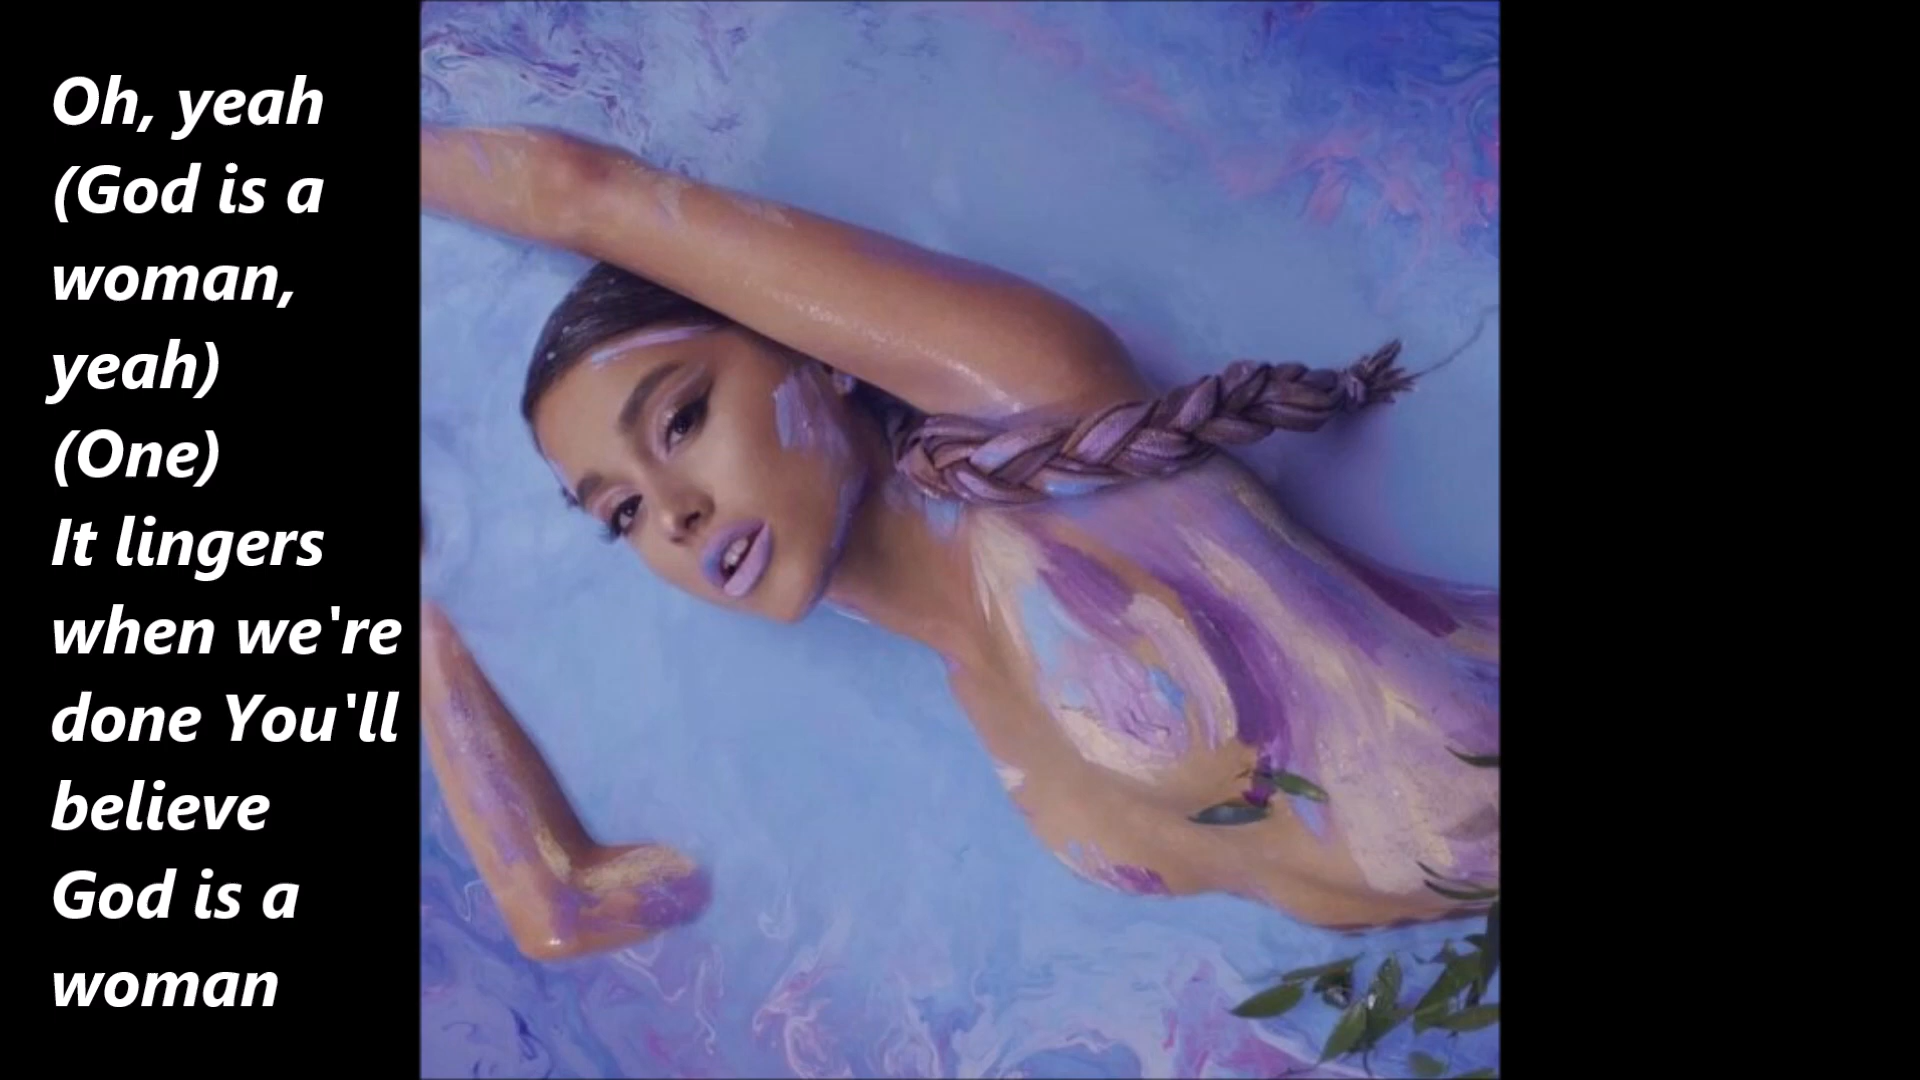 Oh, yeah
(God is a
woman,
yeah)
(One)
It lingers
when we're
done You'll
believe
God is a
woman